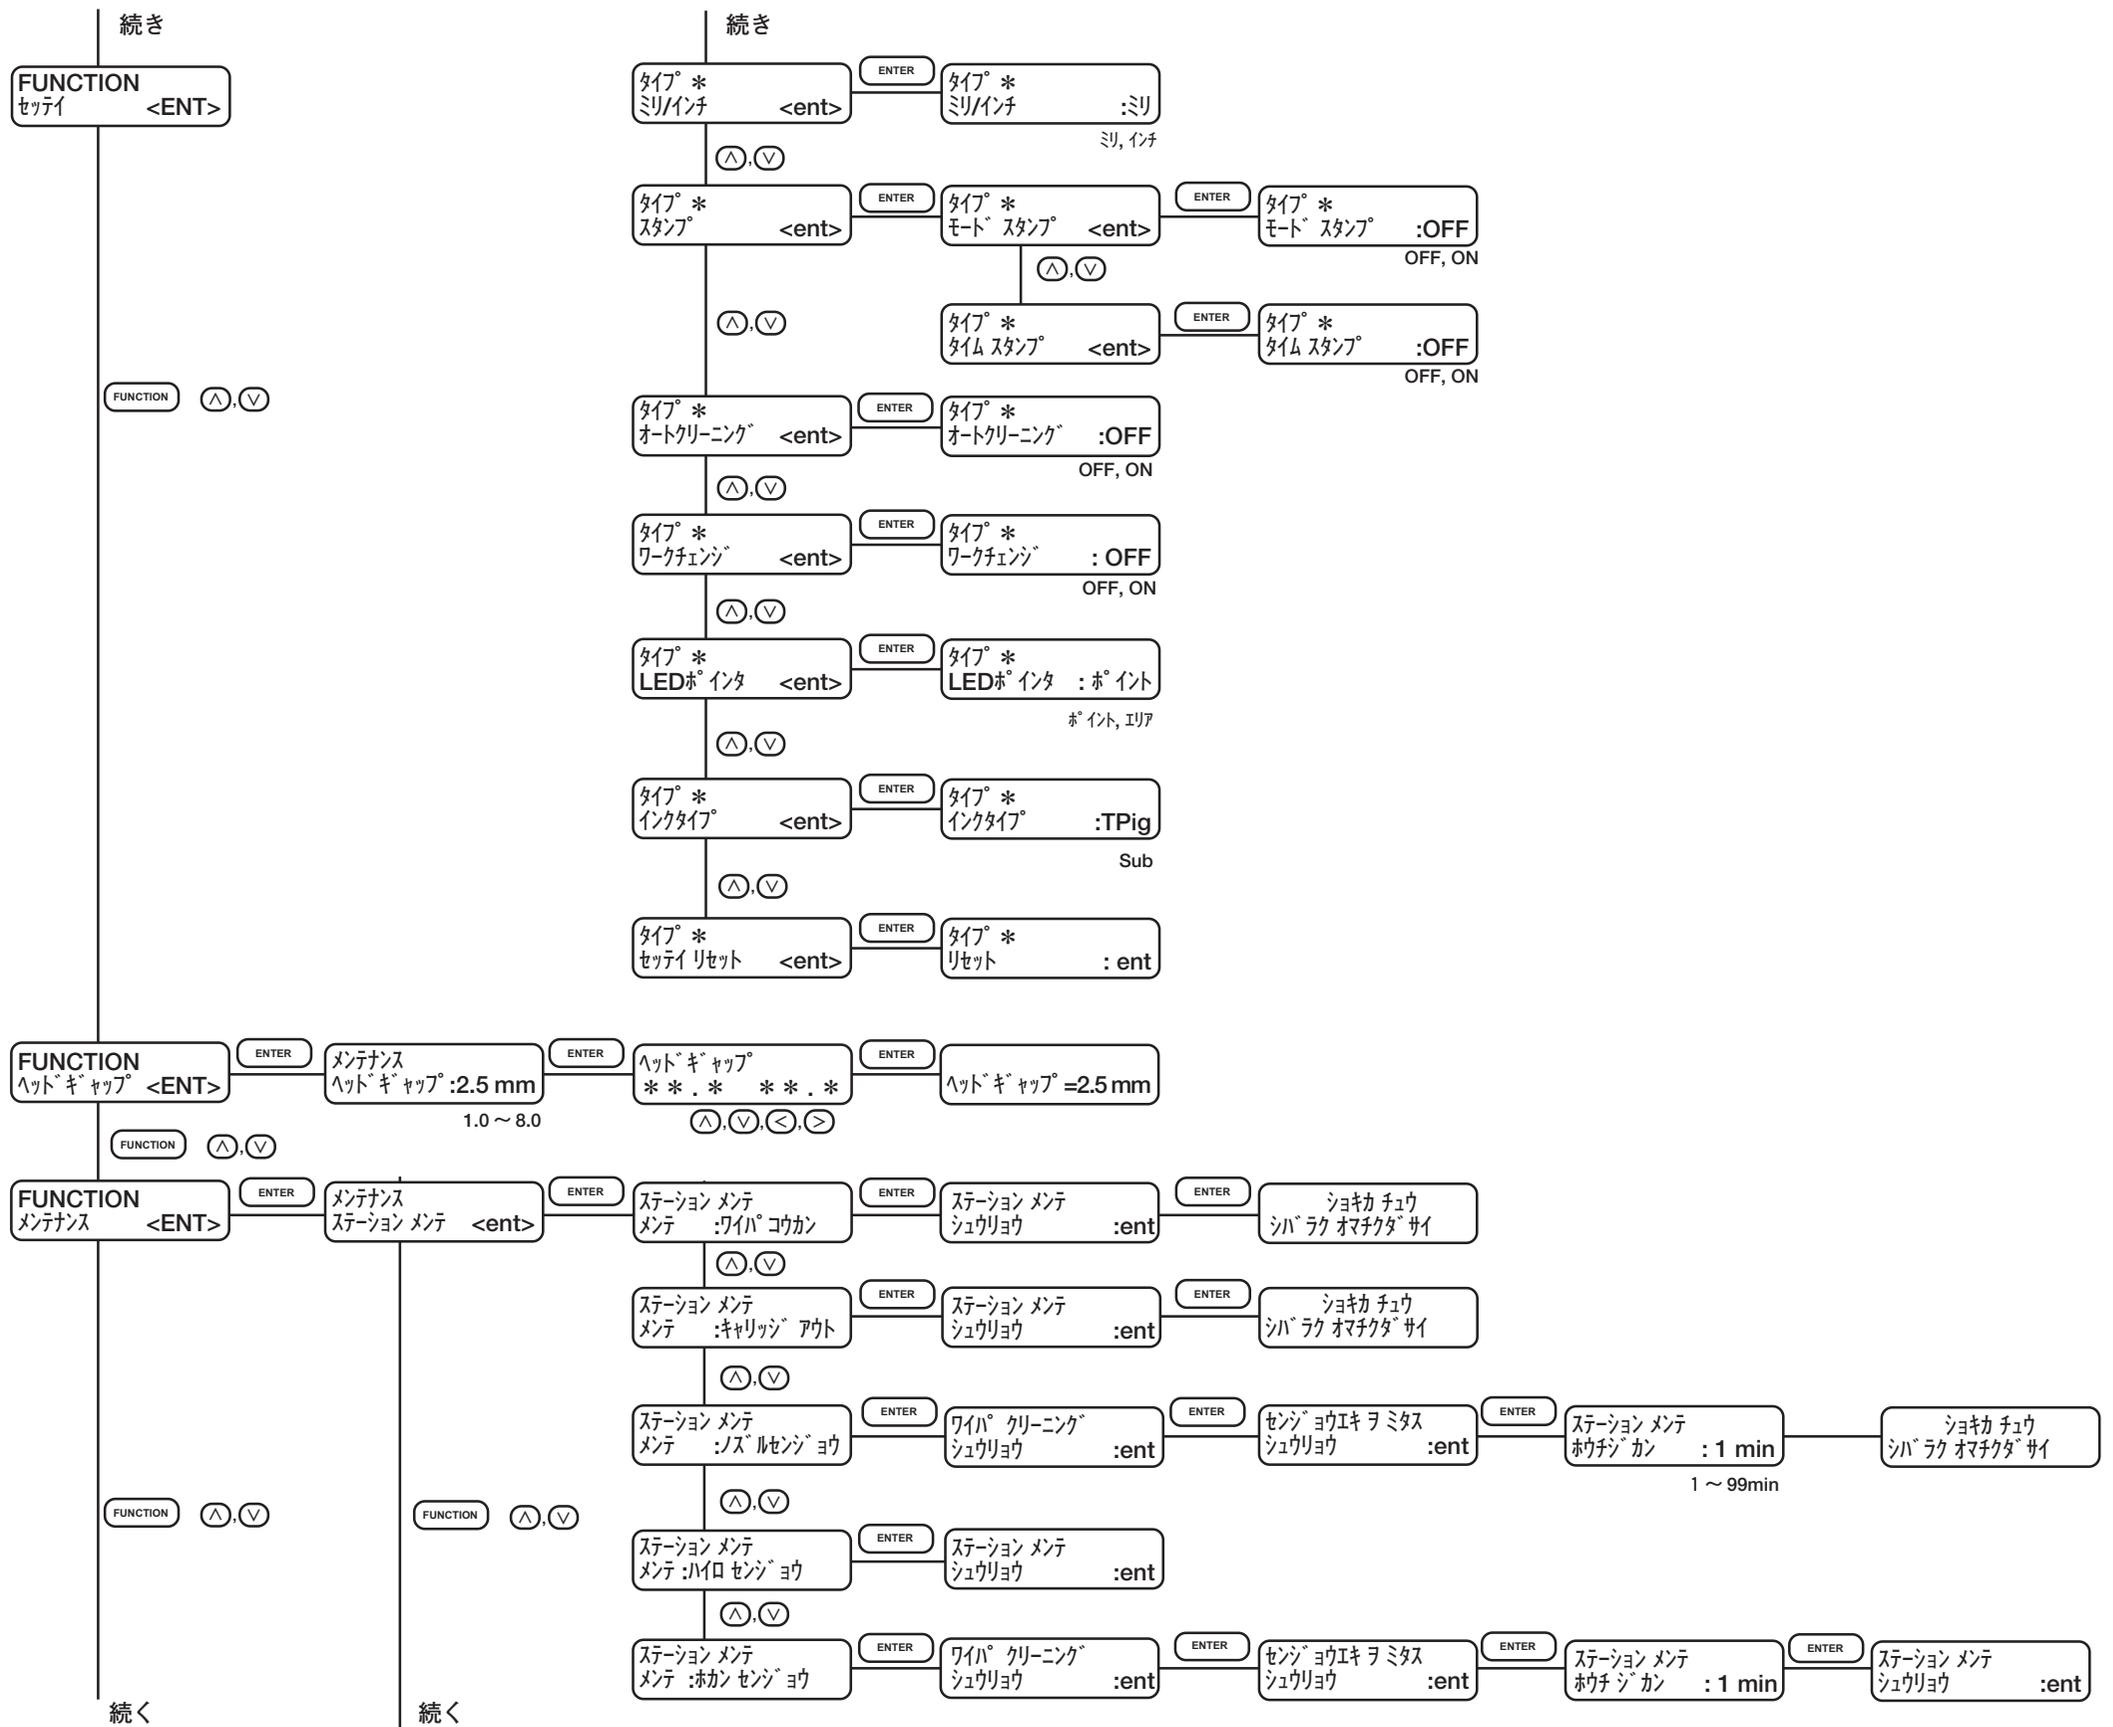 続き
続き
FUNCTION
ｾｯﾃｲ <ENT>
ﾀｲﾌﾟ ＊
ﾐﾘ/ｲﾝﾁ <ent>
ENTER
ﾀｲﾌﾟ ＊
ﾐﾘ/ｲﾝﾁ :ﾐﾘ
ﾐﾘ, ｲﾝﾁ
∧,∨
ﾀｲﾌﾟ ＊
ｽﾀﾝﾌﾟ <ent>
ENTER
ﾀｲﾌﾟ ＊
ﾓｰﾄﾞ ｽﾀﾝﾌﾟ <ent>
ENTER
ﾀｲﾌﾟ ＊
ﾓｰﾄﾞ ｽﾀﾝﾌﾟ :OFF
OFF, ON
∧,∨
∧,∨
ﾀｲﾌﾟ ＊
ﾀｲﾑ ｽﾀﾝﾌﾟ <ent>
ENTER
ﾀｲﾌﾟ ＊
ﾀｲﾑ ｽﾀﾝﾌﾟ :OFF
OFF, ON
FUNCTION ∧,∨
ﾀｲﾌﾟ ＊
ｵｰﾄｸﾘｰﾆﾝｸﾞ <ent>
ENTER
ﾀｲﾌﾟ ＊
ｵｰﾄｸﾘｰﾆﾝｸﾞ :OFF
OFF, ON
∧,∨
ﾀｲﾌﾟ ＊
ﾜｰｸﾁｪﾝｼﾞ <ent>
ENTER
ﾀｲﾌﾟ ＊
ﾜｰｸﾁｪﾝｼﾞ : OFF
OFF, ON
∧,∨
ﾀｲﾌﾟ ＊
LEDﾎﾟｲﾝﾀ <ent>
ENTER
ﾀｲﾌﾟ ＊
LEDﾎﾟｲﾝﾀ : ﾎﾟｲﾝﾄ
ﾎﾟｲﾝﾄ, ｴﾘｱ
∧,∨
ﾀｲﾌﾟ ＊
ｲﾝｸﾀｲﾌﾟ <ent>
ENTER
ﾀｲﾌﾟ ＊
ｲﾝｸﾀｲﾌﾟ :TPig
Sub
∧,∨
ﾀｲﾌﾟ ＊
ｾｯﾃｲ ﾘｾｯﾄ <ent>
ENTER
ﾀｲﾌﾟ ＊
ﾘｾｯﾄ : ent
FUNCTION
ﾍｯﾄﾞｷﾞｬｯﾌﾟ <ENT>
ENTER
ﾒﾝﾃﾅﾝｽ
ﾍｯﾄﾞｷﾞｬｯﾌﾟ :2.5 mm
1.0 〜 8.0
ENTER
ﾍｯﾄﾞｷﾞｬｯﾌﾟ
＊＊.＊ ＊＊.＊
∧,∨,<,>
ENTER
ﾍｯﾄﾞｷﾞｬｯﾌﾟ =2.5 mm
FUNCTION ∧,∨
FUNCTION
ﾒﾝﾃﾅﾝｽ <ENT>
ENTER
ﾒﾝﾃﾅﾝｽ
ｽﾃｰｼｮﾝ ﾒﾝﾃ <ent>
ENTER
ｽﾃｰｼｮﾝ ﾒﾝﾃ
ﾒﾝﾃ :ﾜｲﾊﾟ ｺｳｶﾝ
ENTER
ｽﾃｰｼｮﾝ ﾒﾝﾃ
ｼｭｳﾘｮｳ :ent
ENTER
ｼｮｷｶ ﾁｭｳ
ｼﾊﾞﾗｸ ｵﾏﾁｸﾀﾞｻｲ
∧,∨
ｽﾃｰｼｮﾝ ﾒﾝﾃ
ﾒﾝﾃ :ｷｬﾘｯｼﾞ ｱｳﾄ
ENTER
ｽﾃｰｼｮﾝ ﾒﾝﾃ
ｼｭｳﾘｮｳ :ent
ENTER
ｼｮｷｶ ﾁｭｳ
ｼﾊﾞﾗｸ ｵﾏﾁｸﾀﾞｻｲ
∧,∨
ｽﾃｰｼｮﾝ ﾒﾝﾃ
ﾒﾝﾃ :ﾉｽﾞﾙｾﾝｼﾞｮｳ
ENTER
ﾜｲﾊﾟ ｸﾘｰﾆﾝｸﾞ
ｼｭｳﾘｮｳ :ent
ENTER
ｾﾝｼﾞｮｳｴｷ ｦ ﾐﾀｽ
ｼｭｳﾘｮｳ :ent
ENTER
ｽﾃｰｼｮﾝ ﾒﾝﾃ
ﾎｳﾁｼﾞｶﾝ : 1 min
1 〜 99min
ｼｮｷｶ ﾁｭｳ
ｼﾊﾞﾗｸ ｵﾏﾁｸﾀﾞｻｲ
FUNCTION ∧,∨
FUNCTION ∧,∨
∧,∨
ｽﾃｰｼｮﾝ ﾒﾝﾃ
ﾒﾝﾃ :ﾊｲﾛ ｾﾝｼﾞｮｳ
ENTER
ｽﾃｰｼｮﾝ ﾒﾝﾃ
ｼｭｳﾘｮｳ :ent
∧,∨
ｽﾃｰｼｮﾝ ﾒﾝﾃ
ﾒﾝﾃ :ﾎｶﾝ ｾﾝｼﾞｮｳ
ENTER
ﾜｲﾊﾟ ｸﾘｰﾆﾝｸﾞ
ｼｭｳﾘｮｳ :ent
ENTER
ｾﾝｼﾞｮｳｴｷ ｦ ﾐﾀｽ
ｼｭｳﾘｮｳ :ent
ENTER
ｽﾃｰｼｮﾝ ﾒﾝﾃ
ﾎｳﾁ ｼﾞｶﾝ : 1 min
ENTER
ｽﾃｰｼｮﾝ ﾒﾝﾃ
ｼｭｳﾘｮｳ :ent
続く
続く